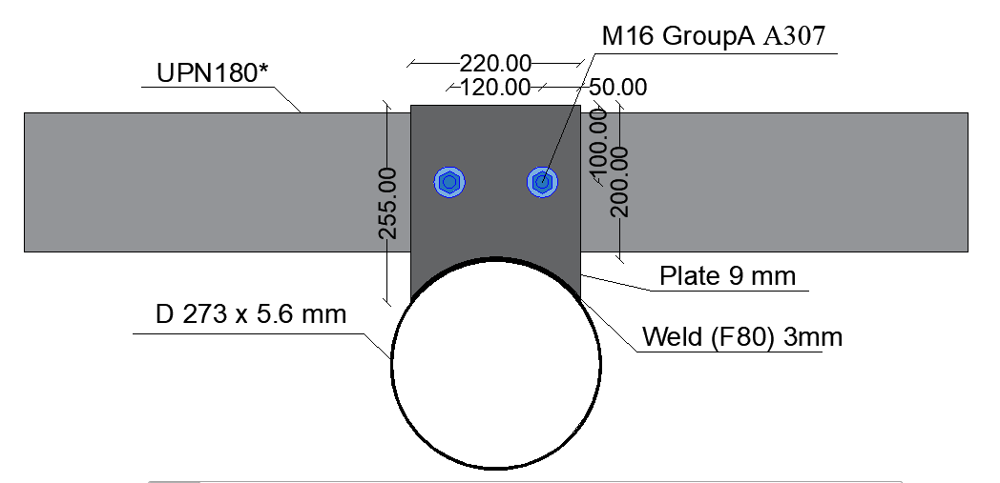 M16 GroupA A307
UPN180*
220.00
120.00
50.00
100.00
200.00
255.00
Plate 9 mm
D 273 x 5.6 mm
Weld (F80) 3mm